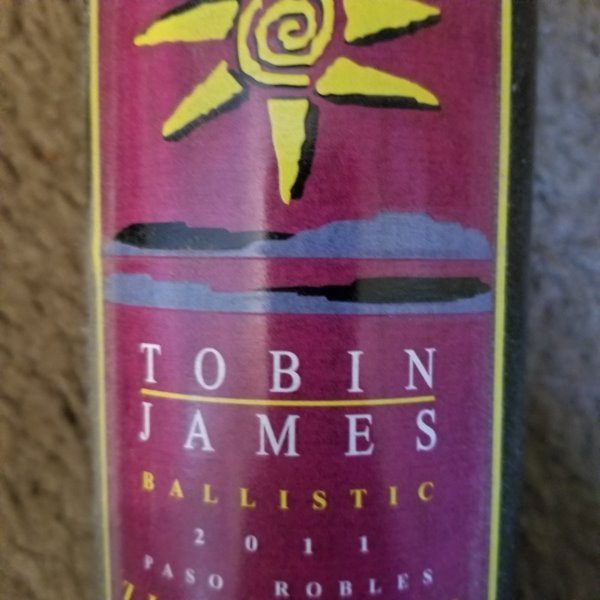 TOBIN
JAMES
BALLISTIC
2011
PASO ROBLES